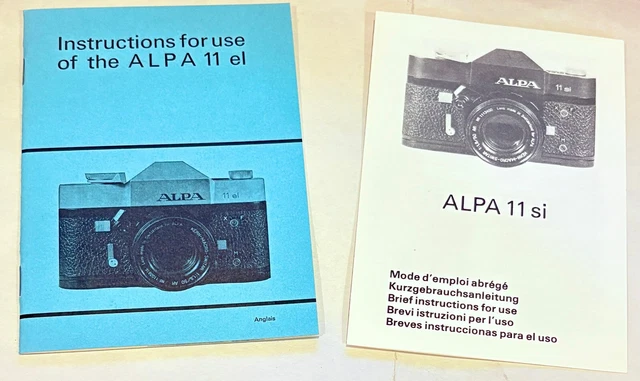 Instructions for use
of the ALPA 11 el
ALPA
11 el
Anglais
ALPA
11 si
ALPA 11 si
Mode d'emploi abrégé
Kurzgebrauchsanleitung
Brief instructions for use
Brevi istruzioni per l'uso
Breves instruccionas para el uso